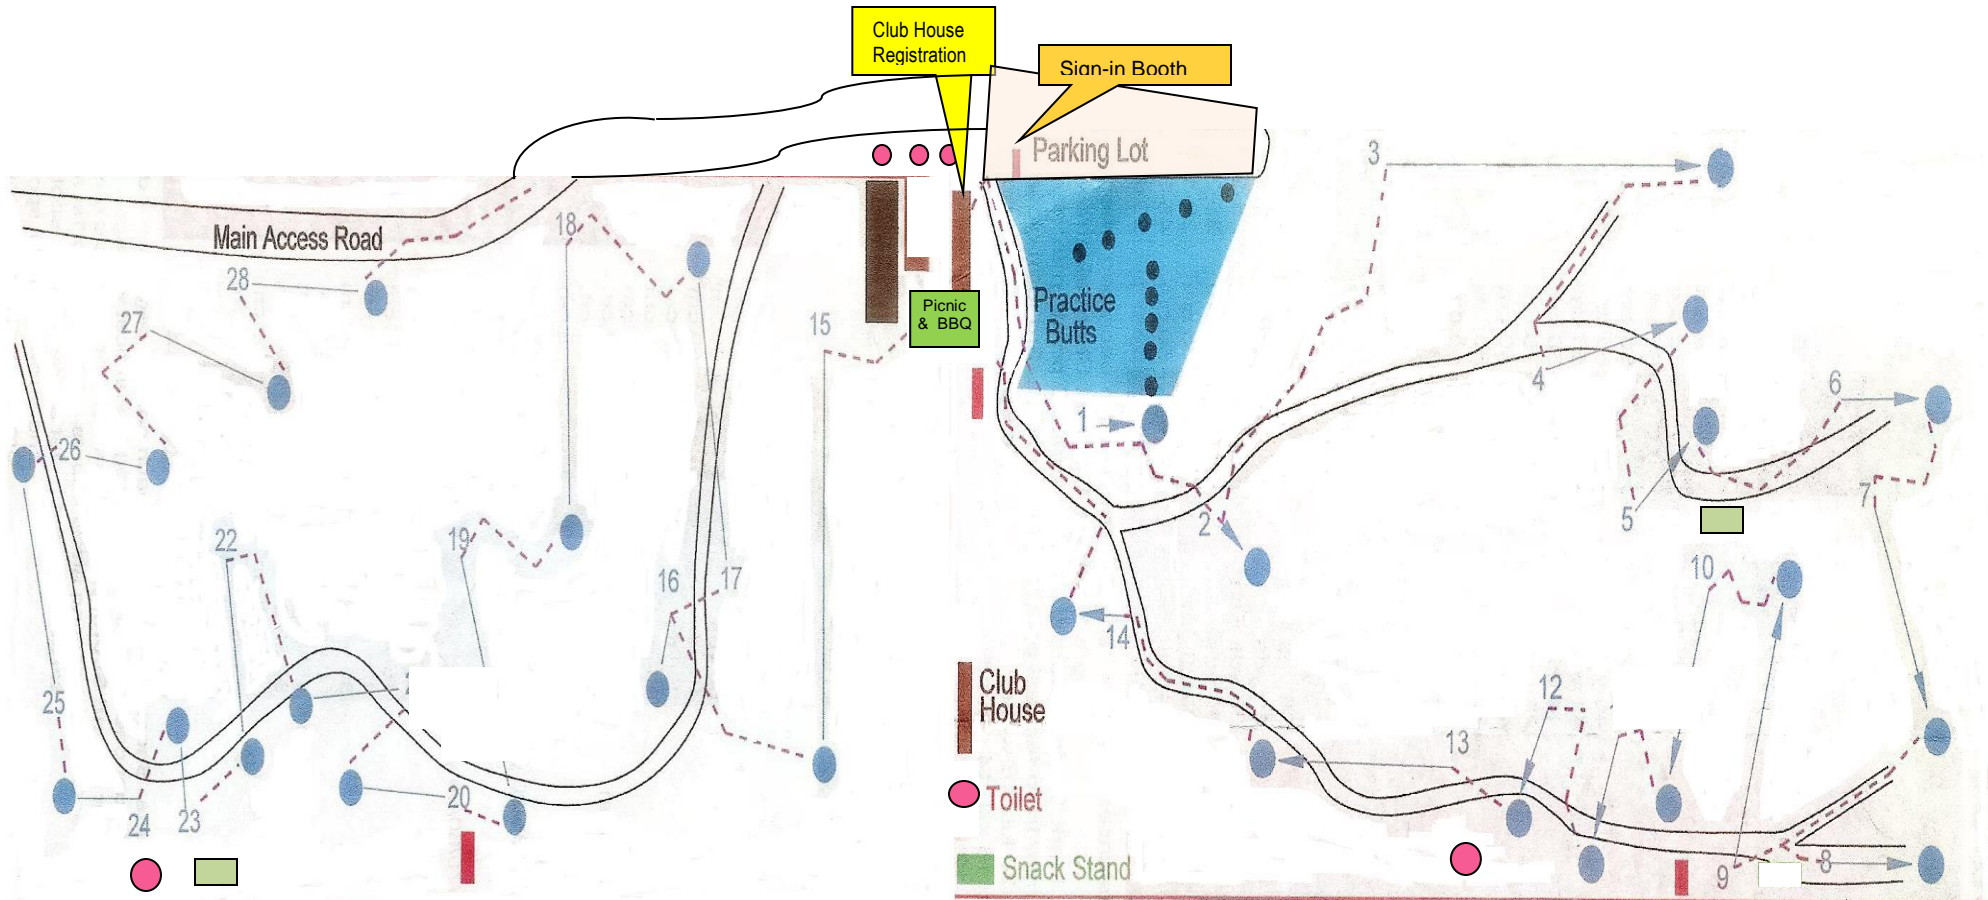 Club House
Registration
Sign-in Booth
Parking Lot
3
Main Access Road
18
28
27
15
Picnic
& BBQ
Practice
Butts
4
6
1
26
7
2
5
22
19
16
17
10
14
25
Club
House
12
13
20
24
23
Toilet
8
9
Snack Stand